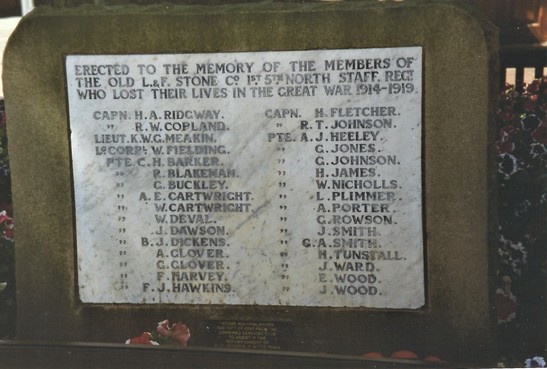 ERECTED TO THE MEMORY OF THE MEMBERS OF
THE OLD L.&F. STONE Co 1ST 5TH NORTH STAFF. REGT
WHO LOST THEIR LIVES IN THE GREAT WAR 1914-1919.
CAPN. H.A. RIDGWAY.
" R.W. COPLAND.
LIEUT. K.W.G. MEAKIN.
Lc CORPL W. FIELDING.
PTE. C.H. BARKER.
" R. BLAKEMAN.
" G. BUCKLEY.
" A.E. CARTWRIGHT.
" W. CARTWRIGHT.
" W. DEVAL.
" J. DAWSON.
" B.J. DICKENS.
" A. GLOVER.
" G. GLOVER.
" F. HARVEY.
" F.J. HAWKINS.
CAPN. H. FLETCHER.
" R.T. JOHNSON.
PTE. A.J. HEELEY.
" G. JONES.
" G. JOHNSON.
" H. JAMES.
" W. NICHOLLS.
" L. PLIMMER.
" A. PORTER.
" G. ROWSON.
" J. SMITH.
" G.A. SMITH.
" H. TUNSTALL.
" J. WARD.
" E. WOOD.
" J. WOOD.